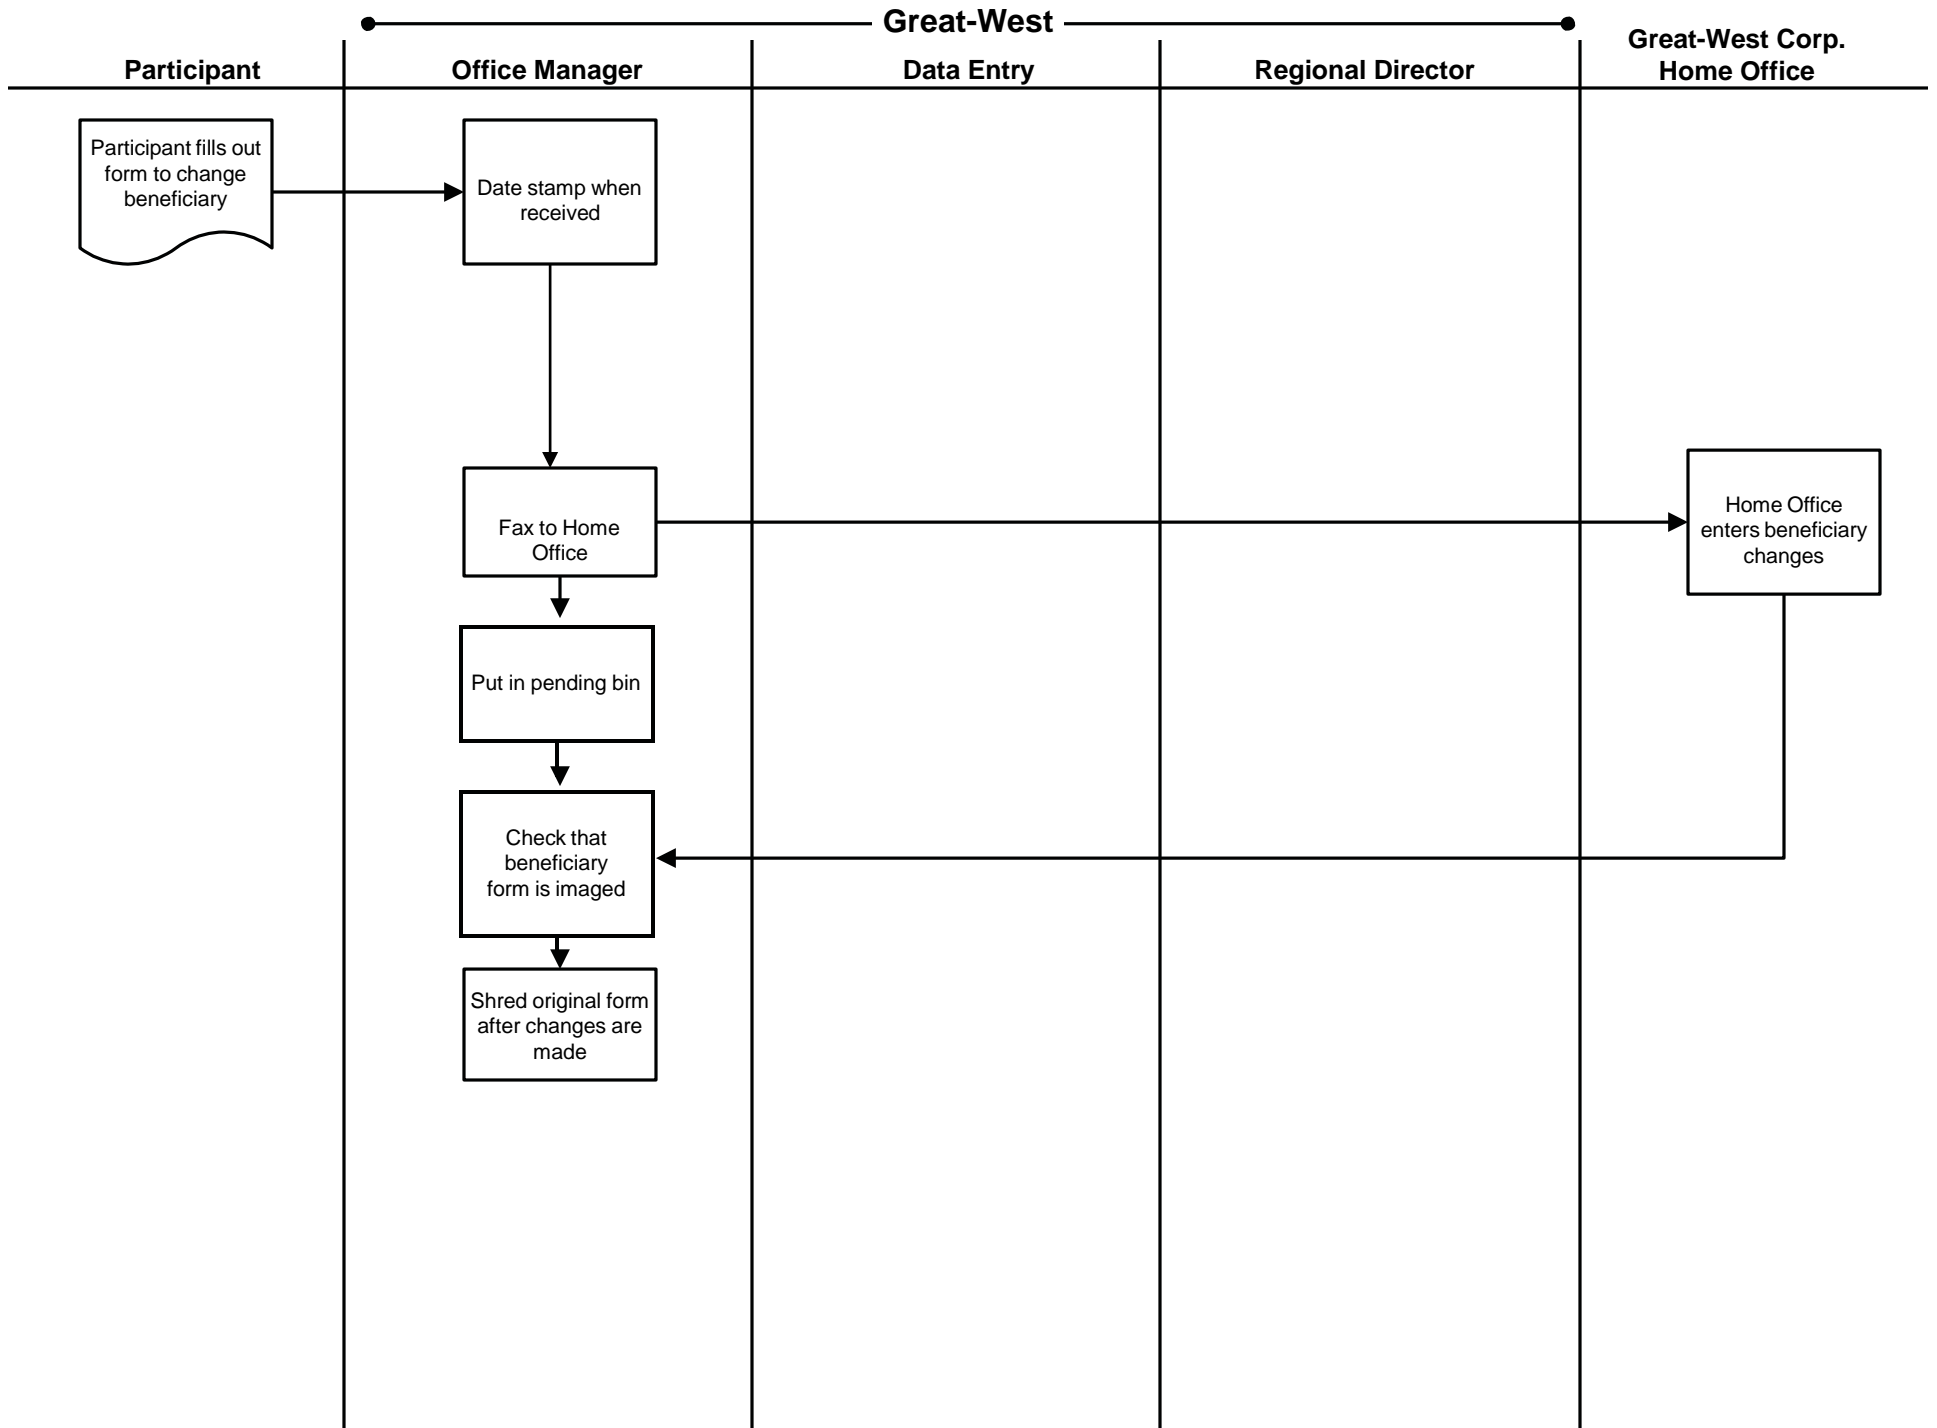 Great-West
Great-West Corp.
Home Office
Participant
Office Manager
Data Entry
Regional Director
Participant fills out
form to change
beneficiary
Date stamp when
received
Fax to Home
Office
Home Office
enters beneficiary
changes
Put in pending bin
Check that
beneficiary
form is imaged
Shred original form
after changes are
made